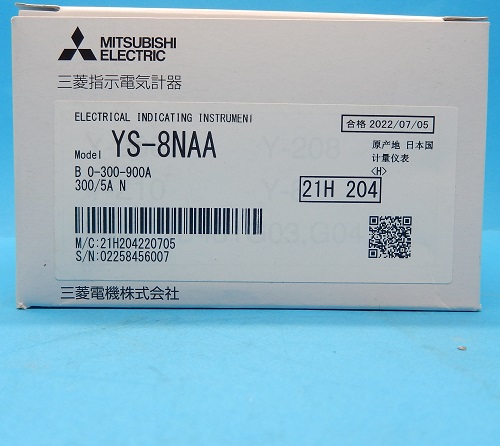 MITSUBISHI
ELECTRIC
三菱指示電気計器
ELECTRICAL INDICATING INSTRUMENT
合格 2022/07/05
Model YS-8NAA
原産地 日本国
計量仪表
B 0-300-900A
<H>
300/5A N
21H 204
M/C:21H204220705
S/N:02258456007
三菱電機株式会社